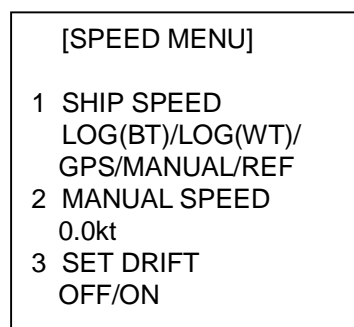 [SPEED MENU]
1 SHIP SPEED
LOG(BT)/LOG(WT)/
GPS/MANUAL/REF
2 MANUAL SPEED
0.0kt
3 SET DRIFT
OFF/ON